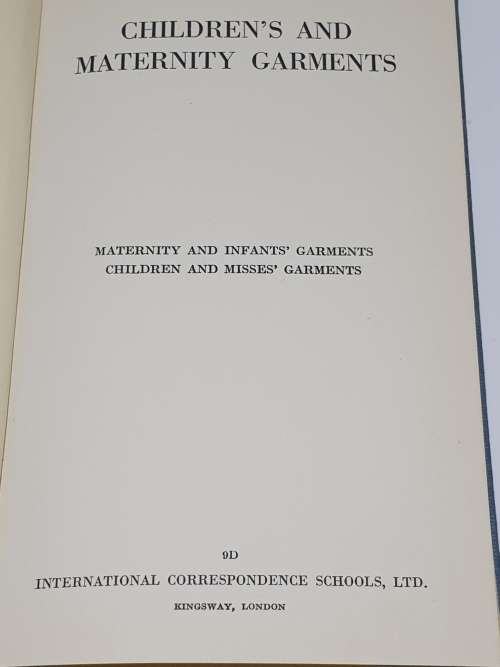 CHILDREN'S AND
MATERNITY GARMENTS
MATERNITY AND INFANTS' GARMENTS
CHILDREN AND MISSES' GARMENTS
9D
INTERNATIONAL CORRESPONDENCE SCHOOLS, LTD.
KINGSWAY, LONDON